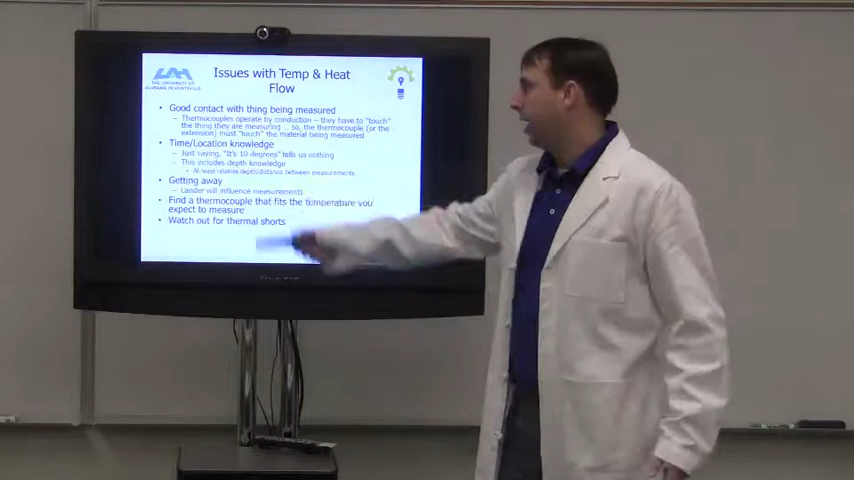 UAH
THE UNIVERSITY OF
ALABAMA IN HUNTSVILLE
Issues with Temp & Heat
Flow
• Good contact with thing being measured
– Thermocouples operate by conduction – they have to "touch"
the thing they are measuring ... so, the thermocouple (or the
extension) must "touch" the material being measured
• Time/Location knowledge
– Just saying, "It's 10 degrees" tells us nothing
– This includes depth knowledge
• At least relative depth/distance between measurements
• Getting away
– Lander will influence measurements
• Find a thermocouple that fits the temperature you
expect to measure
• Watch out for thermal shorts